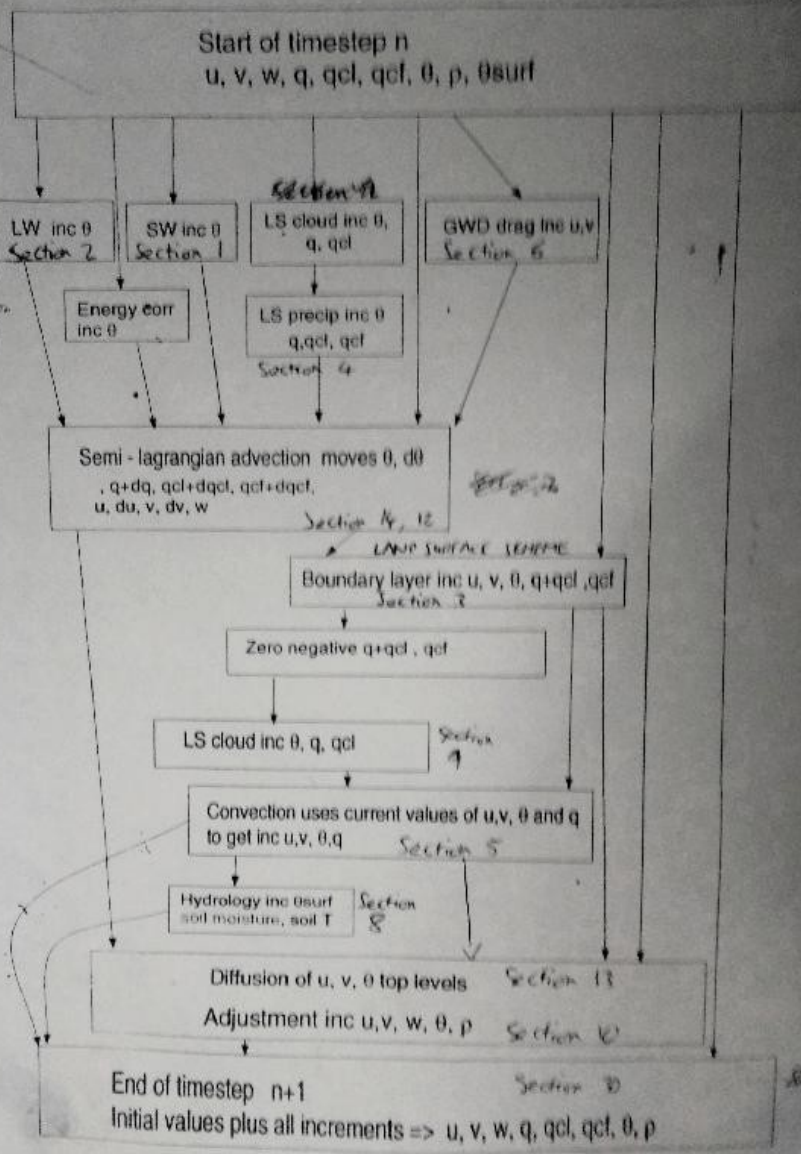 Start of timestep n
u, v, w, q, qcl, qcf, θ, ρ, θsurf
LW inc θ
Section 2
SW inc θ
Section 1
LS cloud inc θ,
q, qcl
GWD drag inc u,v
Section 6
Energy corr
inc θ
LS precip inc θ
q,qcl, qcf
Section 4
Semi - lagrangian advection moves θ, dθ
, q+dq, qcl+dqcl, qcf+dqcf,
u, du, v, dv, w
Section 12
LAND SURFACE SCHEME
Boundary layer inc u, v, θ, q+qcl ,qcf
Section 3
Zero negative q+qcl , qcf
LS cloud inc θ, q, qcl
Section
9
Convection uses current values of u,v, θ and q
to get inc u,v, θ,q
Section 5
Hydrology inc θsurf
soil moisture, soil T
Section
8
Diffusion of u, v, θ top levels
Section 13
Adjustment inc u,v, w, θ, ρ
Section
End of timestep n+1
Section
Initial values plus all increments => u, v, w, q, qcl, qcf, θ, ρ